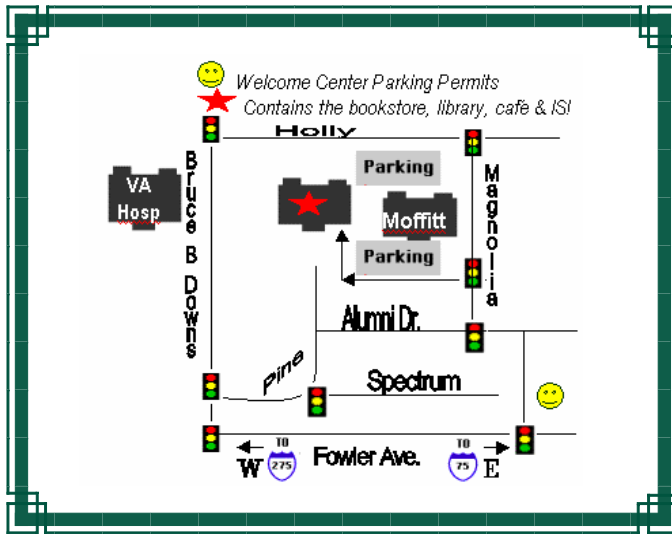 Welcome Center Parking Permits
Contains the bookstore, library, cafe & IS!
Holly
Parking
VA
Hosp
Bruce B Downs
Moffitt
Magnolia
Parking
Alumni Dr.
Pine
Spectrum
TO
275
W
Fowler Ave.
TO
75
E